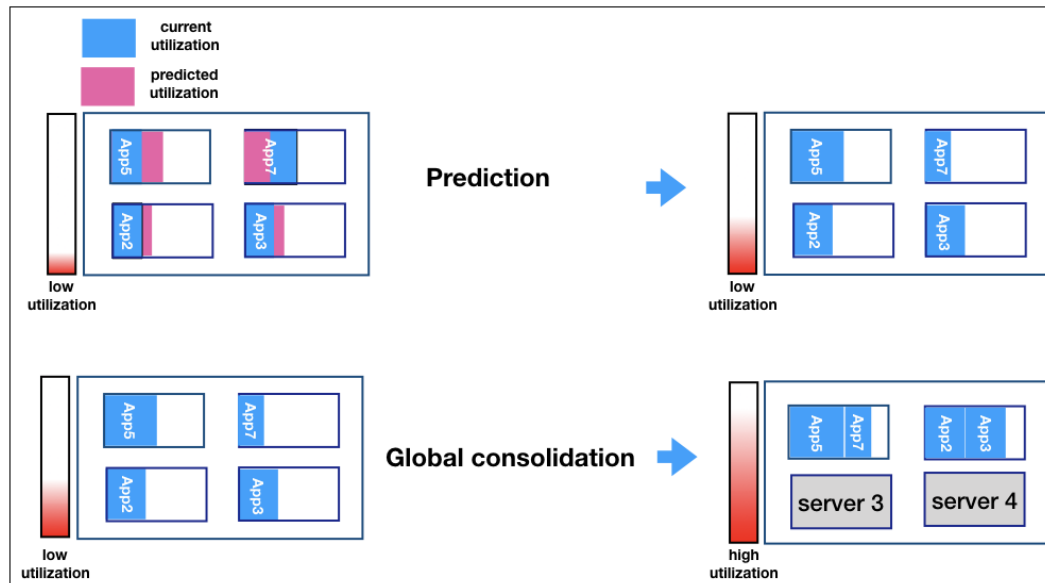 current
utilization
predicted
utilization
App5
App7
App2
App3
low
utilization
Prediction
App5
App7
App2
App3
low
utilization
App5
App7
App2
App3
low
utilization
Global consolidation
App5
App7
App2
App3
server 3
server 4
high
utilization